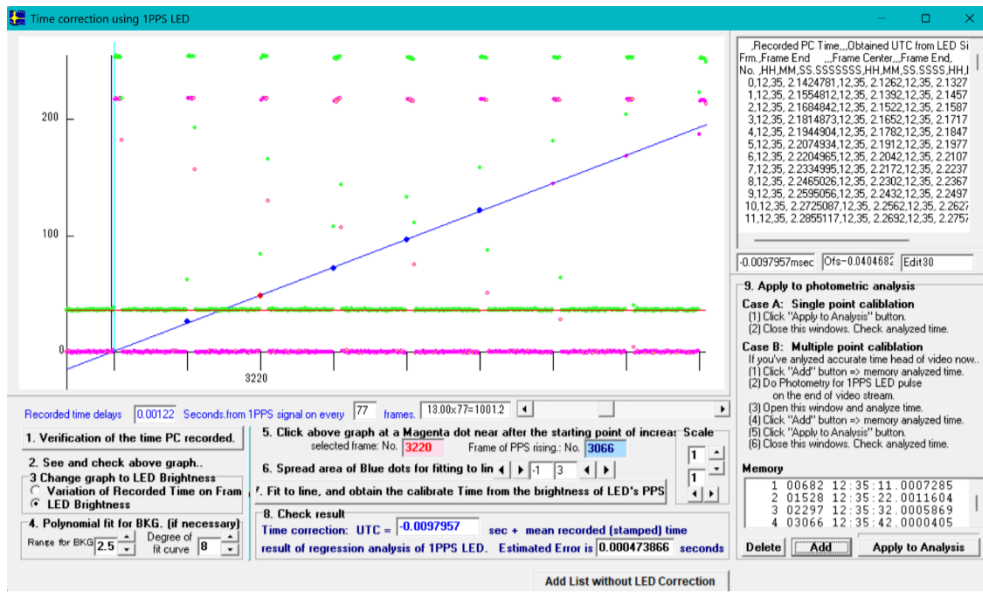 Time correction using 1PPS LED
200
100
0
3220
,Recorded PC Time,,,Obtained UTC from LED Si
Frm.,Frame End ,,,Frame Center,,,Frame End,
No. ,HH,MM,SS.SSSSSSS,HH,MM,SS.SSSS,HH,
0,12,35, 2.1424781,12,35, 2.1262,12,35, 2.1327
1,12,35, 2.1554812,12,35, 2.1392,12,35, 2.1457
2,12,35, 2.1684842,12,35, 2.1522,12,35, 2.1587
3,12,35, 2.1814873,12,35, 2.1652,12,35, 2.1717
4,12,35, 2.1944904,12,35, 2.1782,12,35, 2.1847
5,12,35, 2.2074934,12,35, 2.1912,12,35, 2.1977
6,12,35, 2.2204965,12,35, 2.2042,12,35, 2.2107
7,12,35, 2.2334995,12,35, 2.2172,12,35, 2.2237
8,12,35, 2.2465026,12,35, 2.2302,12,35, 2.2367
9,12,35, 2.2595056,12,35, 2.2432,12,35, 2.2497
10,12,35, 2.2725087,12,35, 2.2562,12,35, 2.262
11,12,35, 2.2855117,12,35, 2.2692,12,35, 2.275
-0.0097957msec Ofs-0.0404682 Edit30
Recorded time delays 0.00122 Seconds.from 1PPS signal on every 77 frames. 13.00x77=1001.2
1. Verification of the time PC recorded.
2. See and check above graph..
3 Change graph to LED Brightness
Variation of Recorded Time on Fram
LED Brightness
4. Polynomial fit for BKG. (if necessary)
Range for BKG 2.5 Degree of fit curve 8
5. Click above graph at a Magenta dot near after the starting point of increas
selected frame: No. 3220 Frame of PPS rising.: No. 3066
6. Spread area of Blue dots for fitting to lin -1 3
7. Fit to line, and obtain the calibrate Time from the brightness of LED's PPS
Scale
1
1
8. Check result
Time correction: UTC = -0.0097957 sec + mean recorded (stamped) time
result of regression analysis of 1PPS LED. Estimated Error is 0.000473866 seconds
9. Apply to photometric analysis
Case A: Single point caliblation
(1) Click "Apply to Analysis" button.
(2) Close this windows. Check analyzed time.
Case B: Multiple point caliblation
If you've anlyzed accurate time head of video now..
(1) Click "Add" button => memory analyzed time.
(2) Do Photometry for 1PPS LED pulse
on the end of video stream.
(3) Open this window and analyze time.
(4) Click "Add" button => memory analyzed time.
(5) Click "Apply to Analysis" button.
(6) Close this windows. Check analyzed time.
Memory
1 00682 12:35:11.0007285
2 01528 12:35:22.0011604
3 02297 12:35:32.0005869
4 03066 12:35:42.0000405
Delete Add Apply to Analysis
Add List without LED Correction